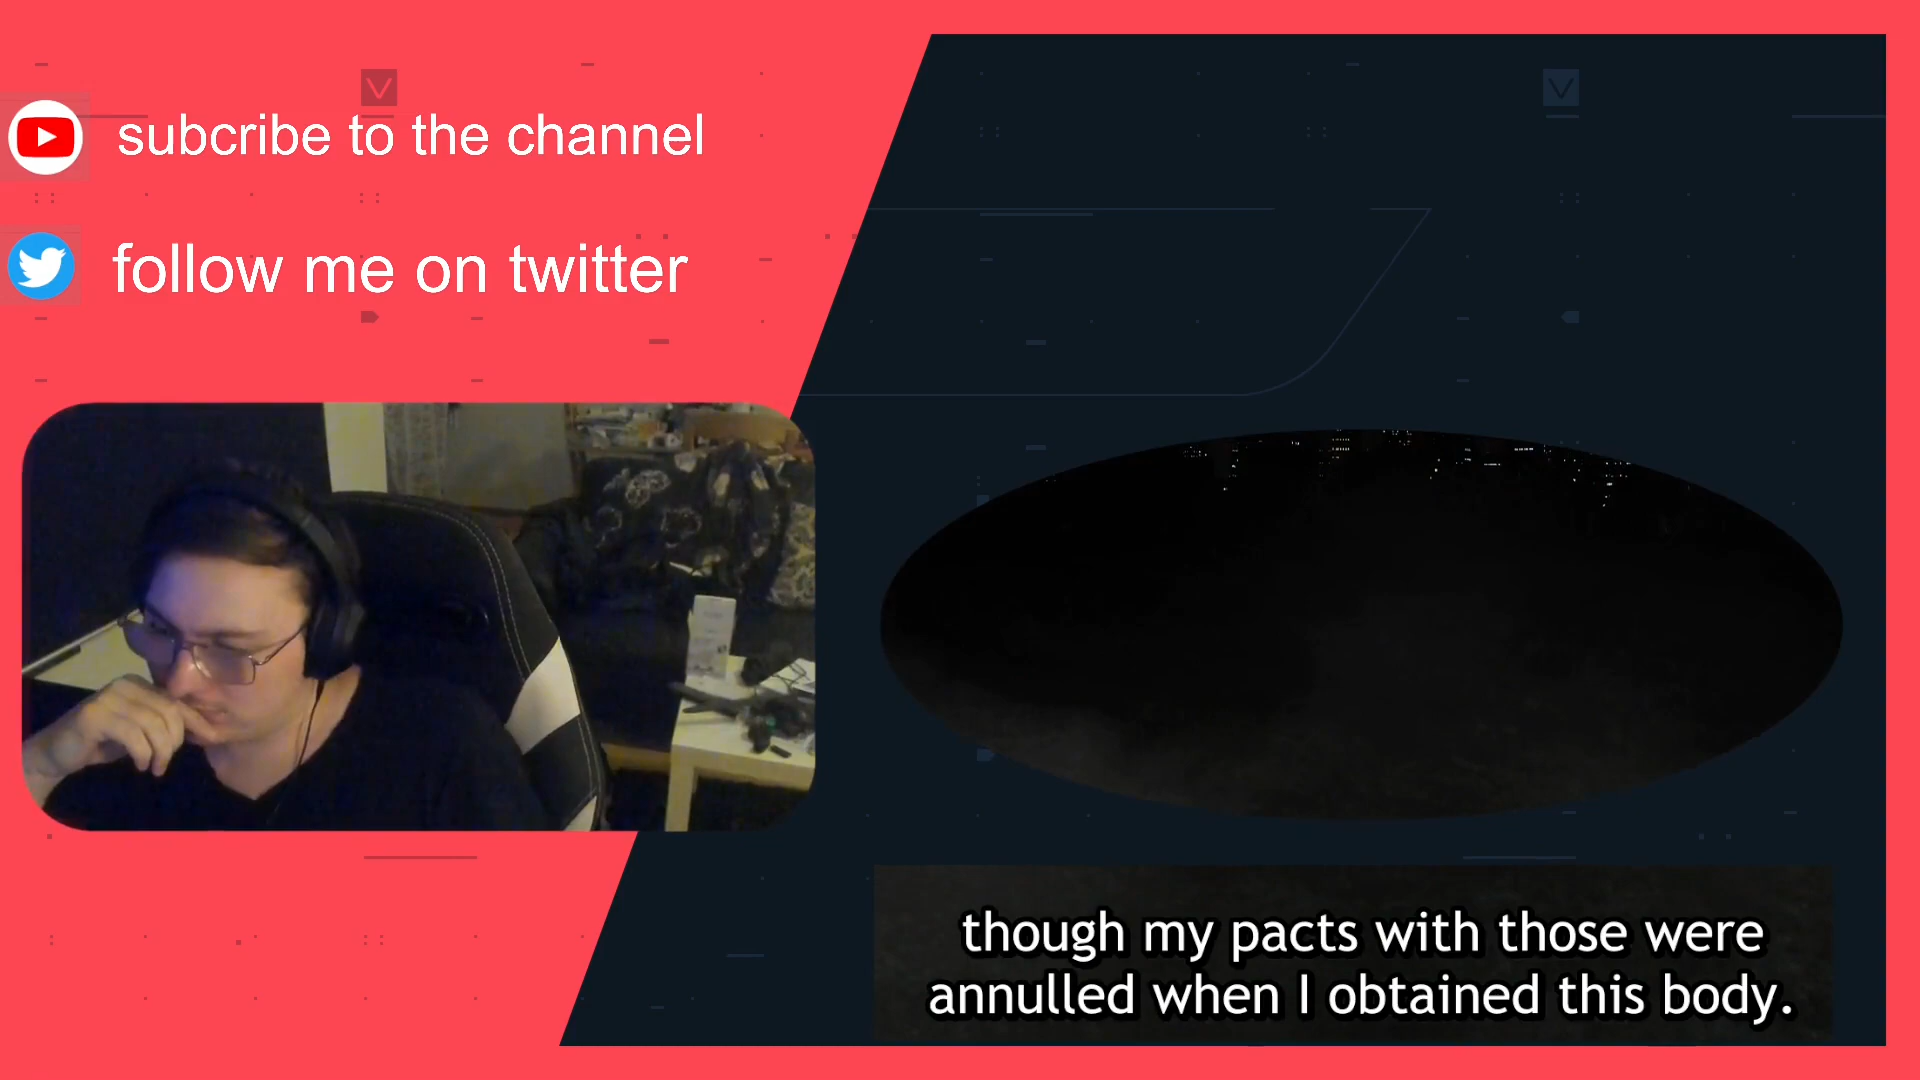 subcribe to the channel
follow me on twitter
though my pacts with those were
annulled when I obtained this body.